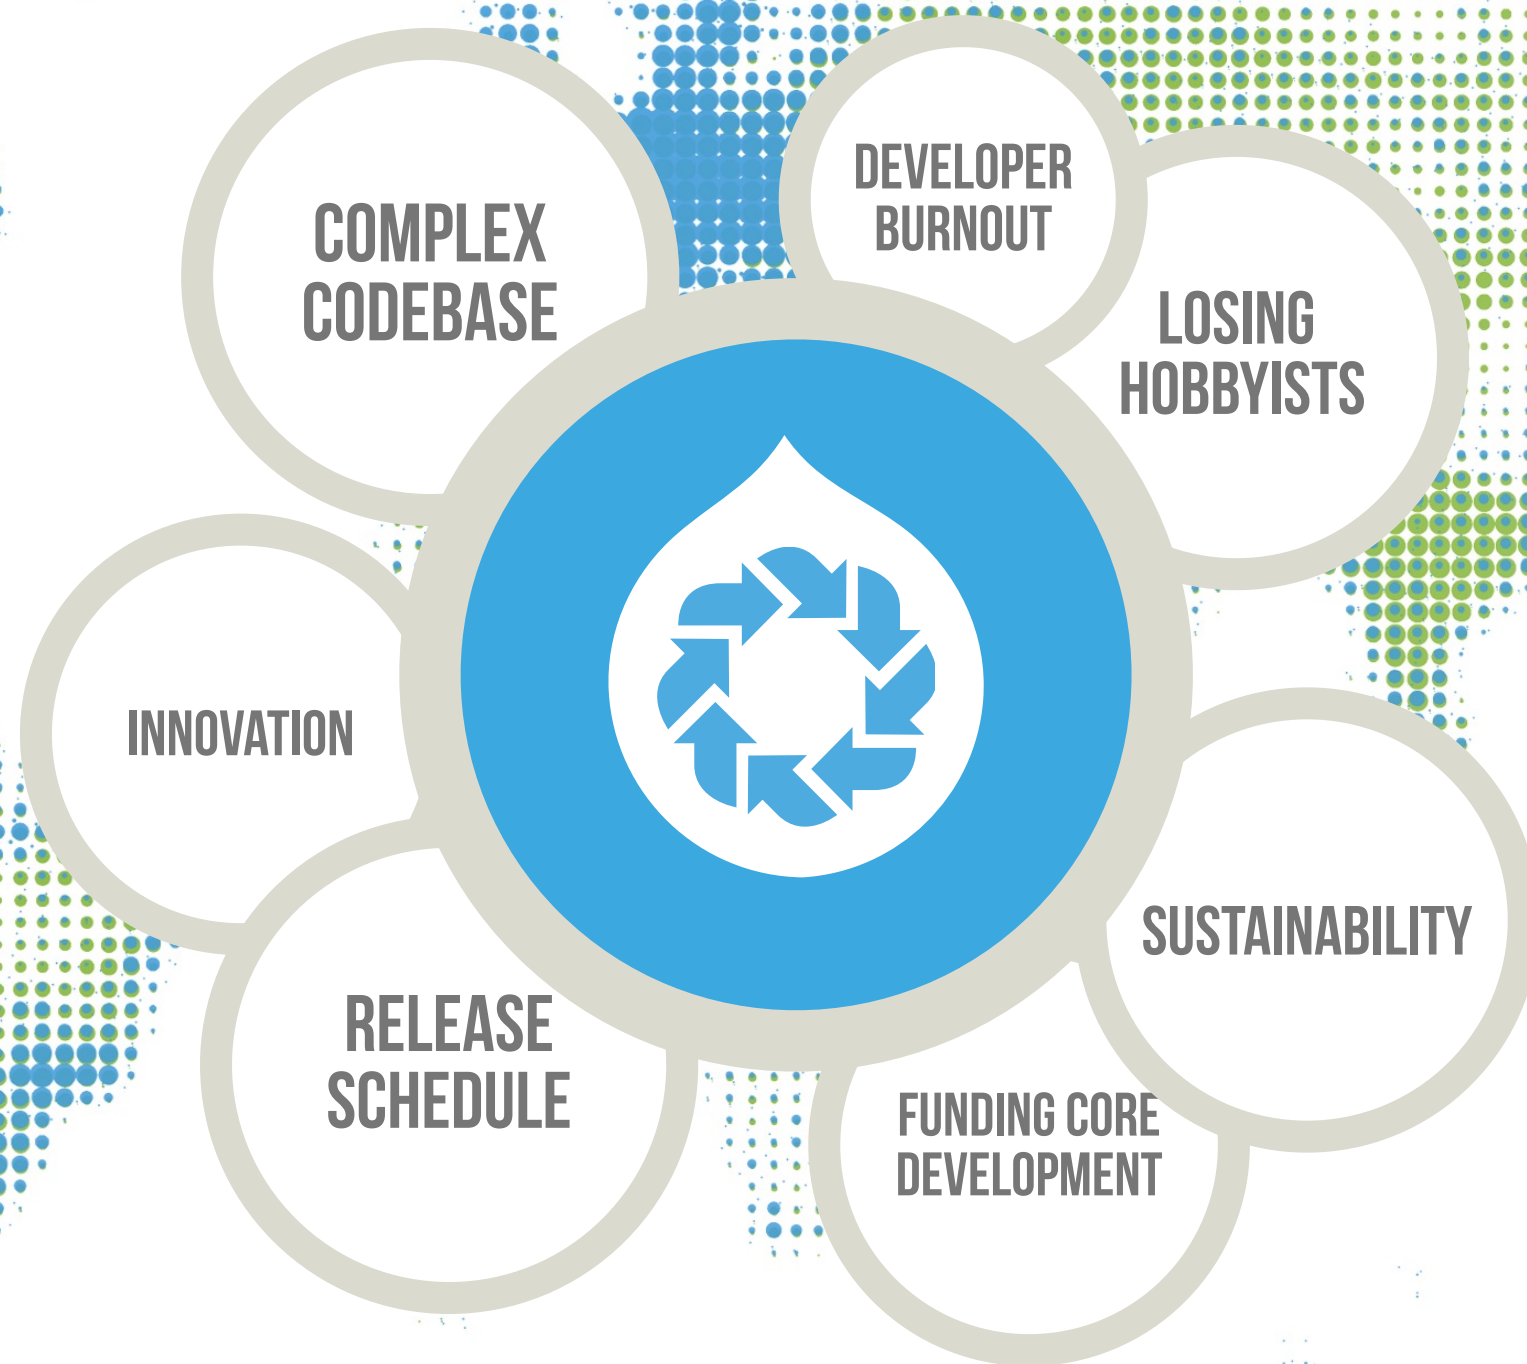 DEVELOPER
BURNOUT
COMPLEX
CODEBASE
LOSING
HOBBYISTS
INNOVATION
SUSTAINABILITY
RELEASE
SCHEDULE
FUNDING CORE
DEVELOPMENT